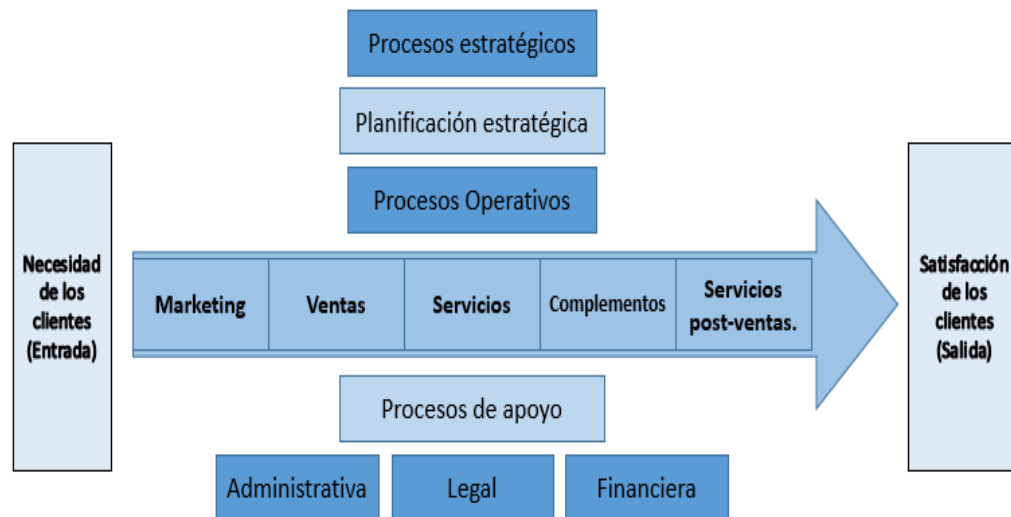 Procesos estratégicos
Planificación estratégica
Procesos Operativos
Necesidad
de los
clientes
(Entrada)
Marketing
Ventas
Servicios
Complementos
Servicios
post-ventas.
Satisfacción
de los
clientes
(Salida)
Procesos de apoyo
Administrativa
Legal
Financiera